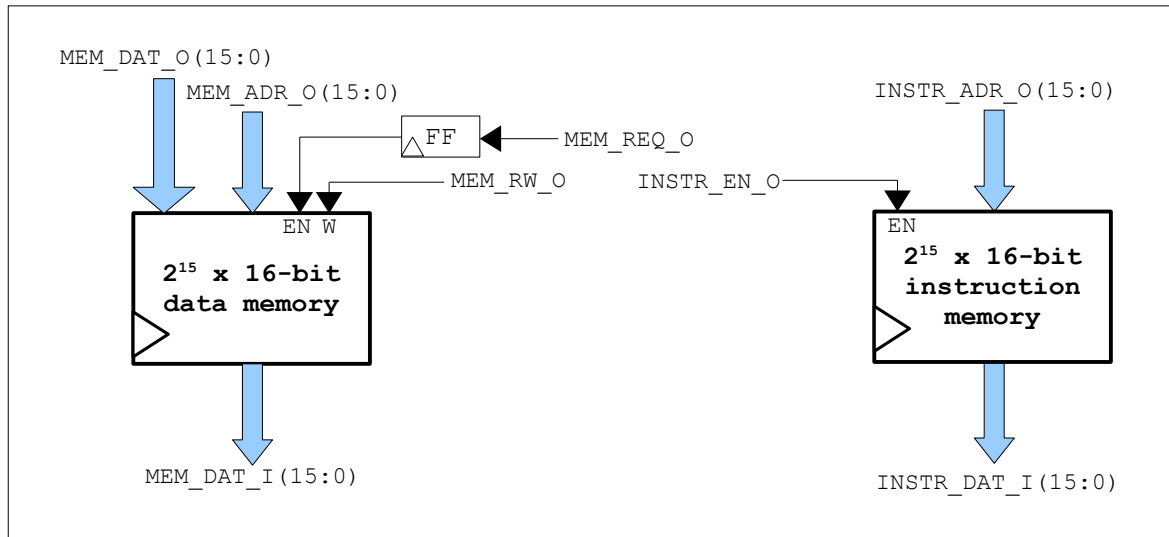 MEM_DAT_O(15:0)
MEM_ADR_O(15:0)
INSTR_ADR_O(15:0)
FF
MEM_REQ_O
MEM_RW_O
INSTR_EN_O
EN W
EN
2¹⁵ x 16-bit
data memory
2¹⁵ x 16-bit
instruction
memory
MEM_DAT_I(15:0)
INSTR_DAT_I(15:0)